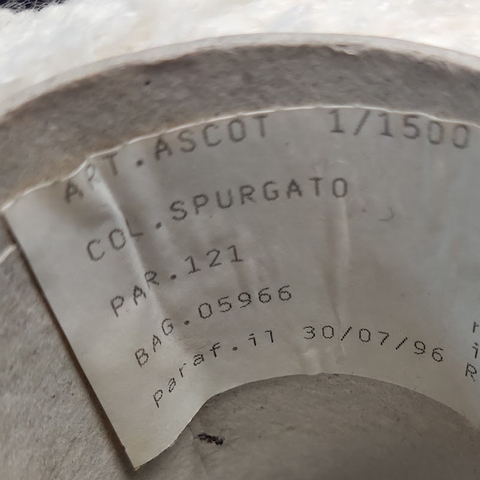 ART.ASCOT 1/1500
COL.SPURGATO
PAR.121
BAG.05966
paraf.il 30/07/96